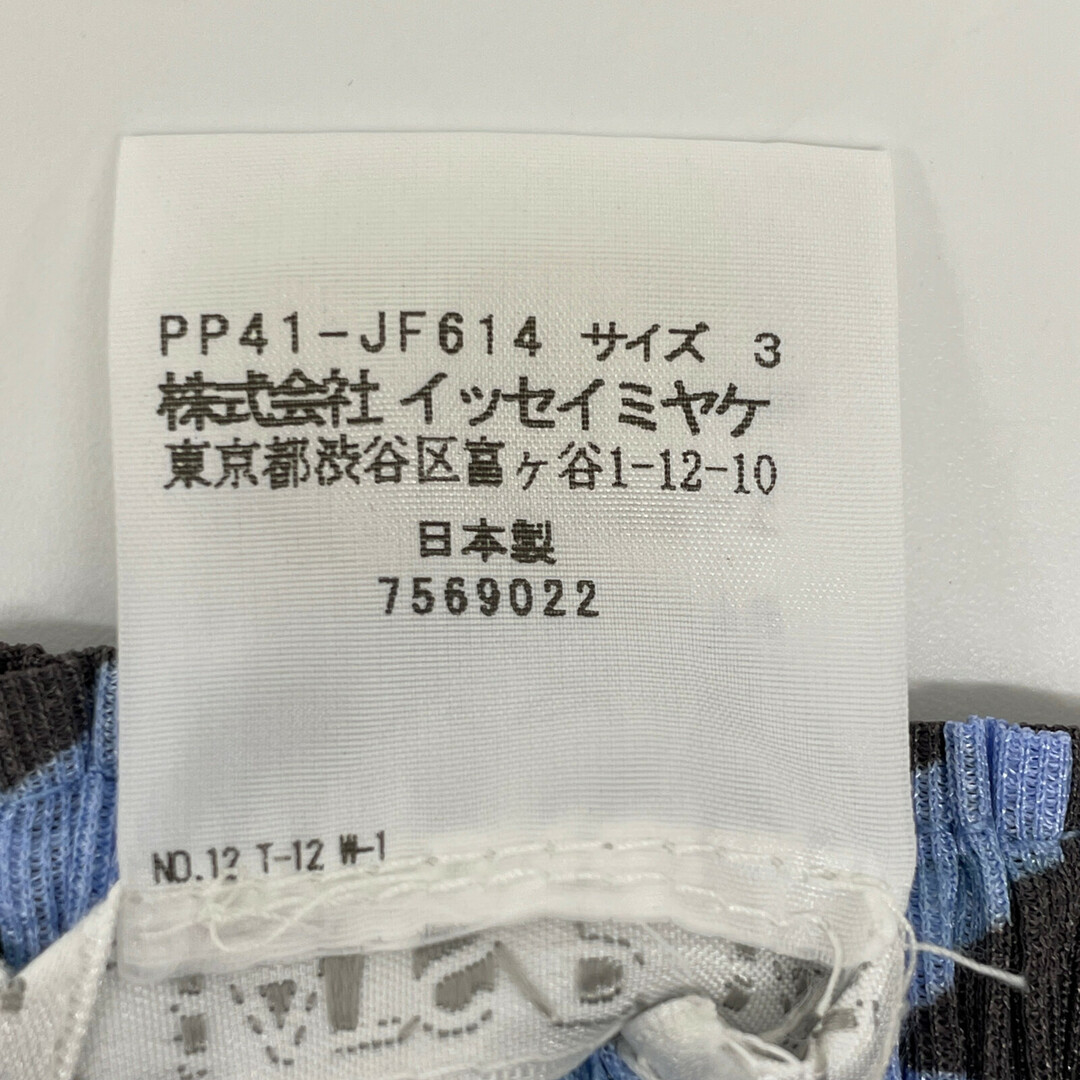 PP41-JF614 サイズ 3
株式会社 イッセイミヤケ
東京都渋谷区富ヶ谷1-12-10
日本製
7569022
NO.12 T-12 W-1